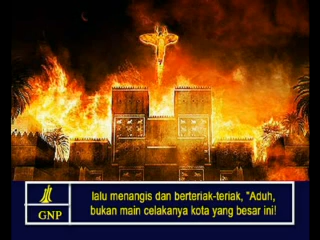 lalu menangis dan berteriak-teriak, "Aduh,
bukan main celakanya kota yang besar ini!
GNP